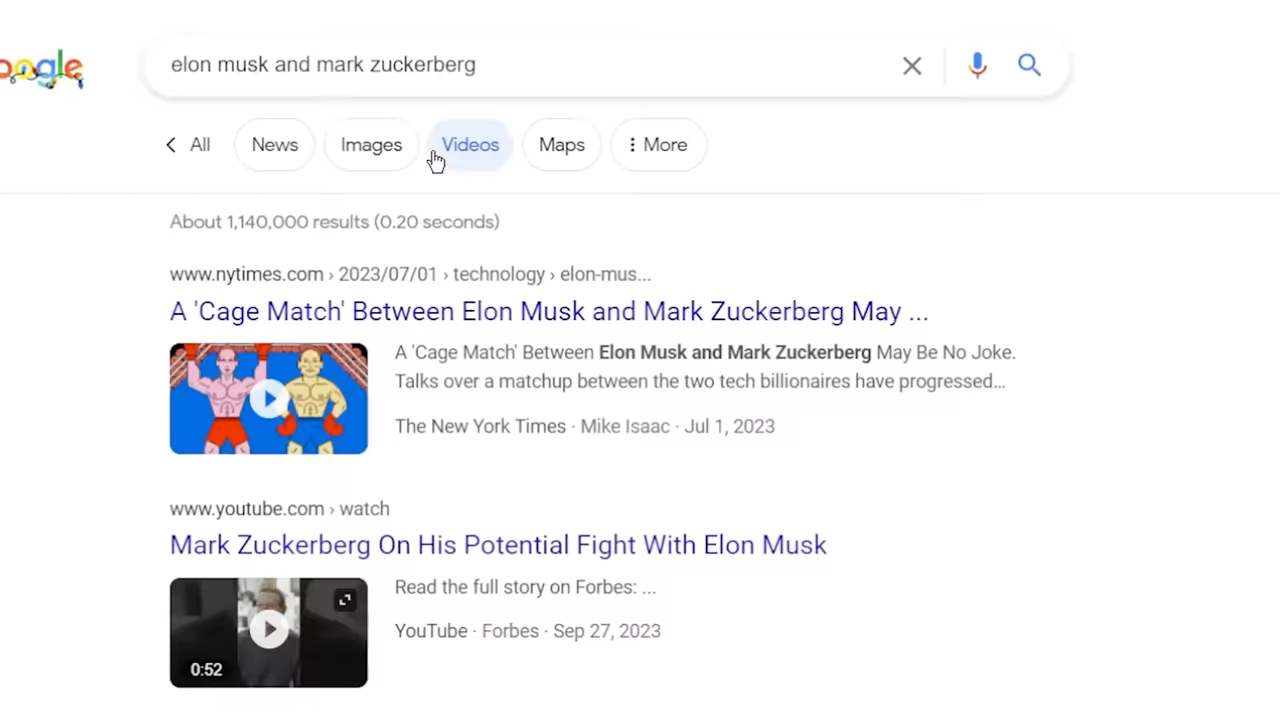 oogle
elon musk and mark zuckerberg
All News Images Videos Maps More
About 1,140,000 results (0.20 seconds)
www.nytimes.com › 2023/07/01 › technology › elon-mus...
A 'Cage Match' Between Elon Musk and Mark Zuckerberg May ...
A 'Cage Match' Between Elon Musk and Mark Zuckerberg May Be No Joke.
Talks over a matchup between the two tech billionaires have progressed...
The New York Times · Mike Isaac · Jul 1, 2023
www.youtube.com › watch
Mark Zuckerberg On His Potential Fight With Elon Musk
Read the full story on Forbes: ...
YouTube · Forbes · Sep 27, 2023
0:52